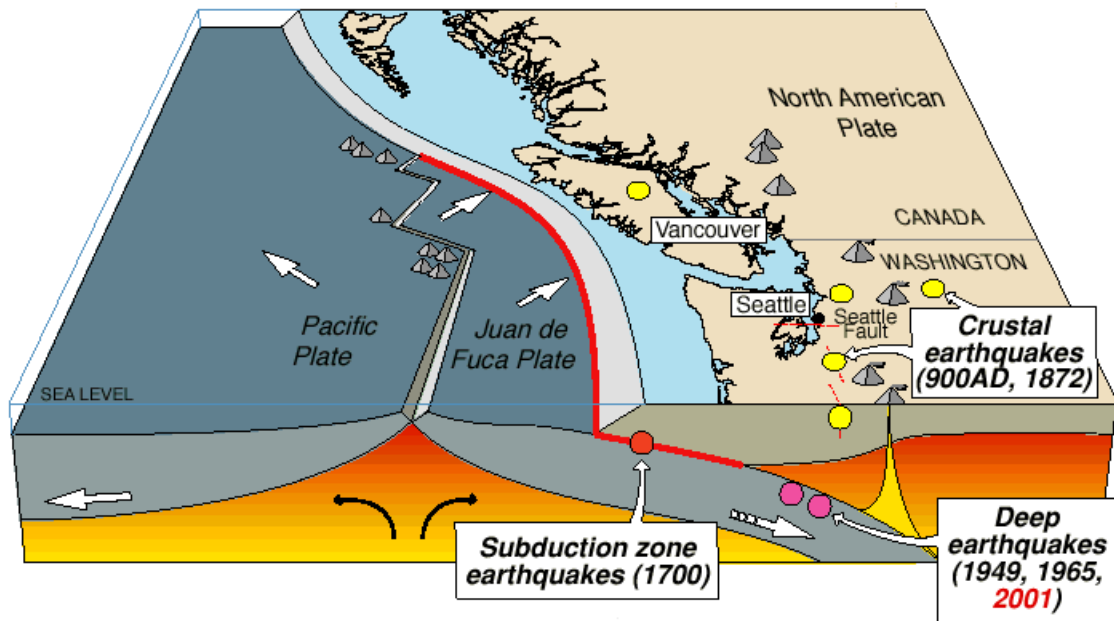 North American
Plate
CANADA
Vancouver
WASHINGTON
Seattle
Seattle
Fault
Crustal
earthquakes
(900AD, 1872)
Pacific
Plate
Juan de
Fuca Plate
SEA LEVEL
Subduction zone
earthquakes (1700)
Deep
earthquakes
(1949, 1965,
2001)